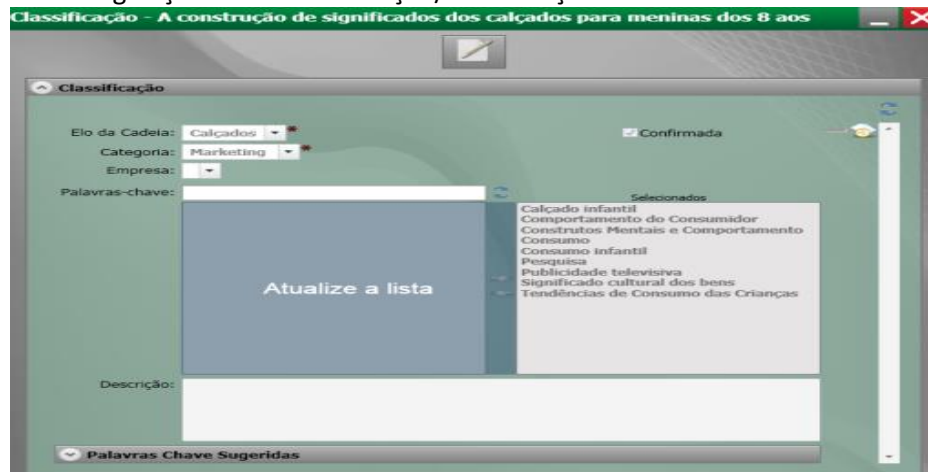 Classificação - A construção de significados dos calçados para meninas dos 8 aos
Classificação
Elo da Cadeia: Calçados *
Confirmada
Categoria: Marketing *
Empresa:
Palavras-chave:
Selecionados
Calçado infantil
Comportamento do Consumidor
Construtos Mentais e Comportamento
Consumo
Consumo infantil
Pesquisa
Publicidade televisiva
Significado cultural dos bens
Tendências de Consumo das Crianças
Atualize a lista
Descrição:
Palavras Chave Sugeridas